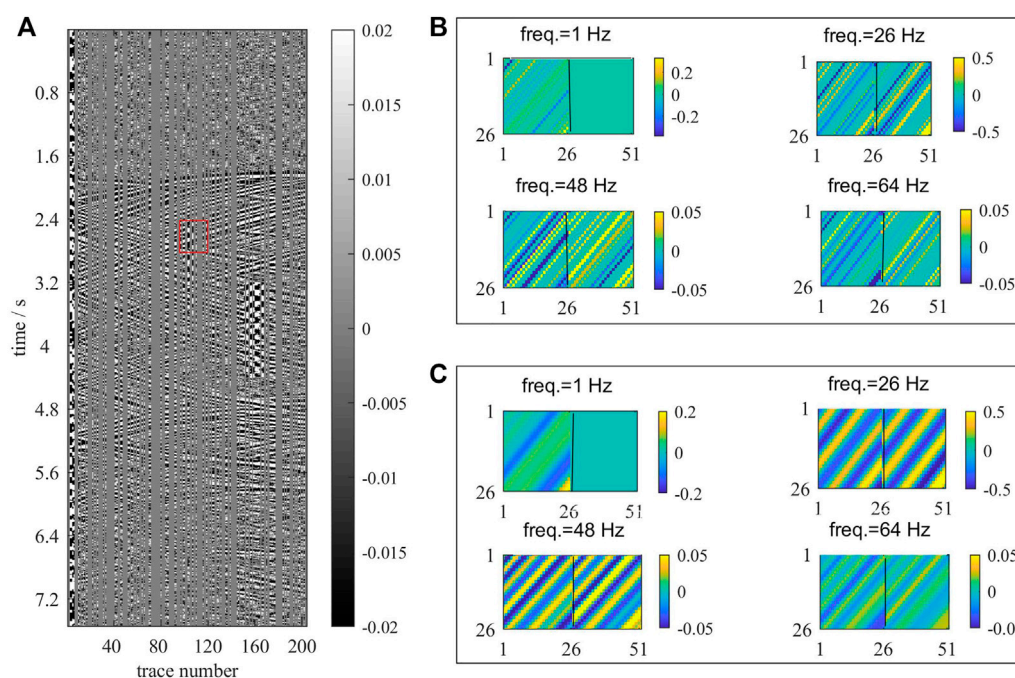 A
0.02
0.015
0.01
0.005
0
-0.005
-0.01
-0.015
-0.02
time / s
0.8
1.6
2.4
3.2
4
4.8
5.6
6.4
7.2
40 80 120 160 200
trace number
B
freq.=1 Hz
1
26
1 26 51
0.2
0
-0.2
freq.=26 Hz
1
26
1 26 51
0.5
0
-0.5
freq.=48 Hz
1
26
1 26 51
0.05
0
-0.05
freq.=64 Hz
1
26
1 26 51
0.05
0
-0.05
C
freq.=1 Hz
1
26
1 26 51
0.2
0
-0.2
freq.=26 Hz
1
26
1 26 51
0.5
0
-0.5
freq.=48 Hz
1
26
1 26 51
0.05
0
-0.05
freq.=64 Hz
1
26
1 26 51
0.05
0
-0.0